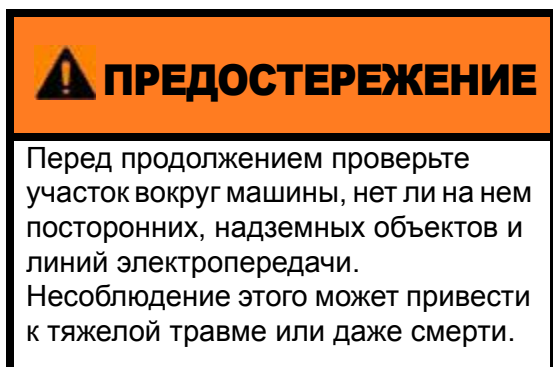 ПРЕДОСТЕРЕЖЕНИЕ
Перед продолжением проверьте
участок вокруг машины, нет ли на нем
посторонних, надземных объектов и
линий электропередачи.
Несоблюдение этого может привести
к тяжелой травме или даже смерти.